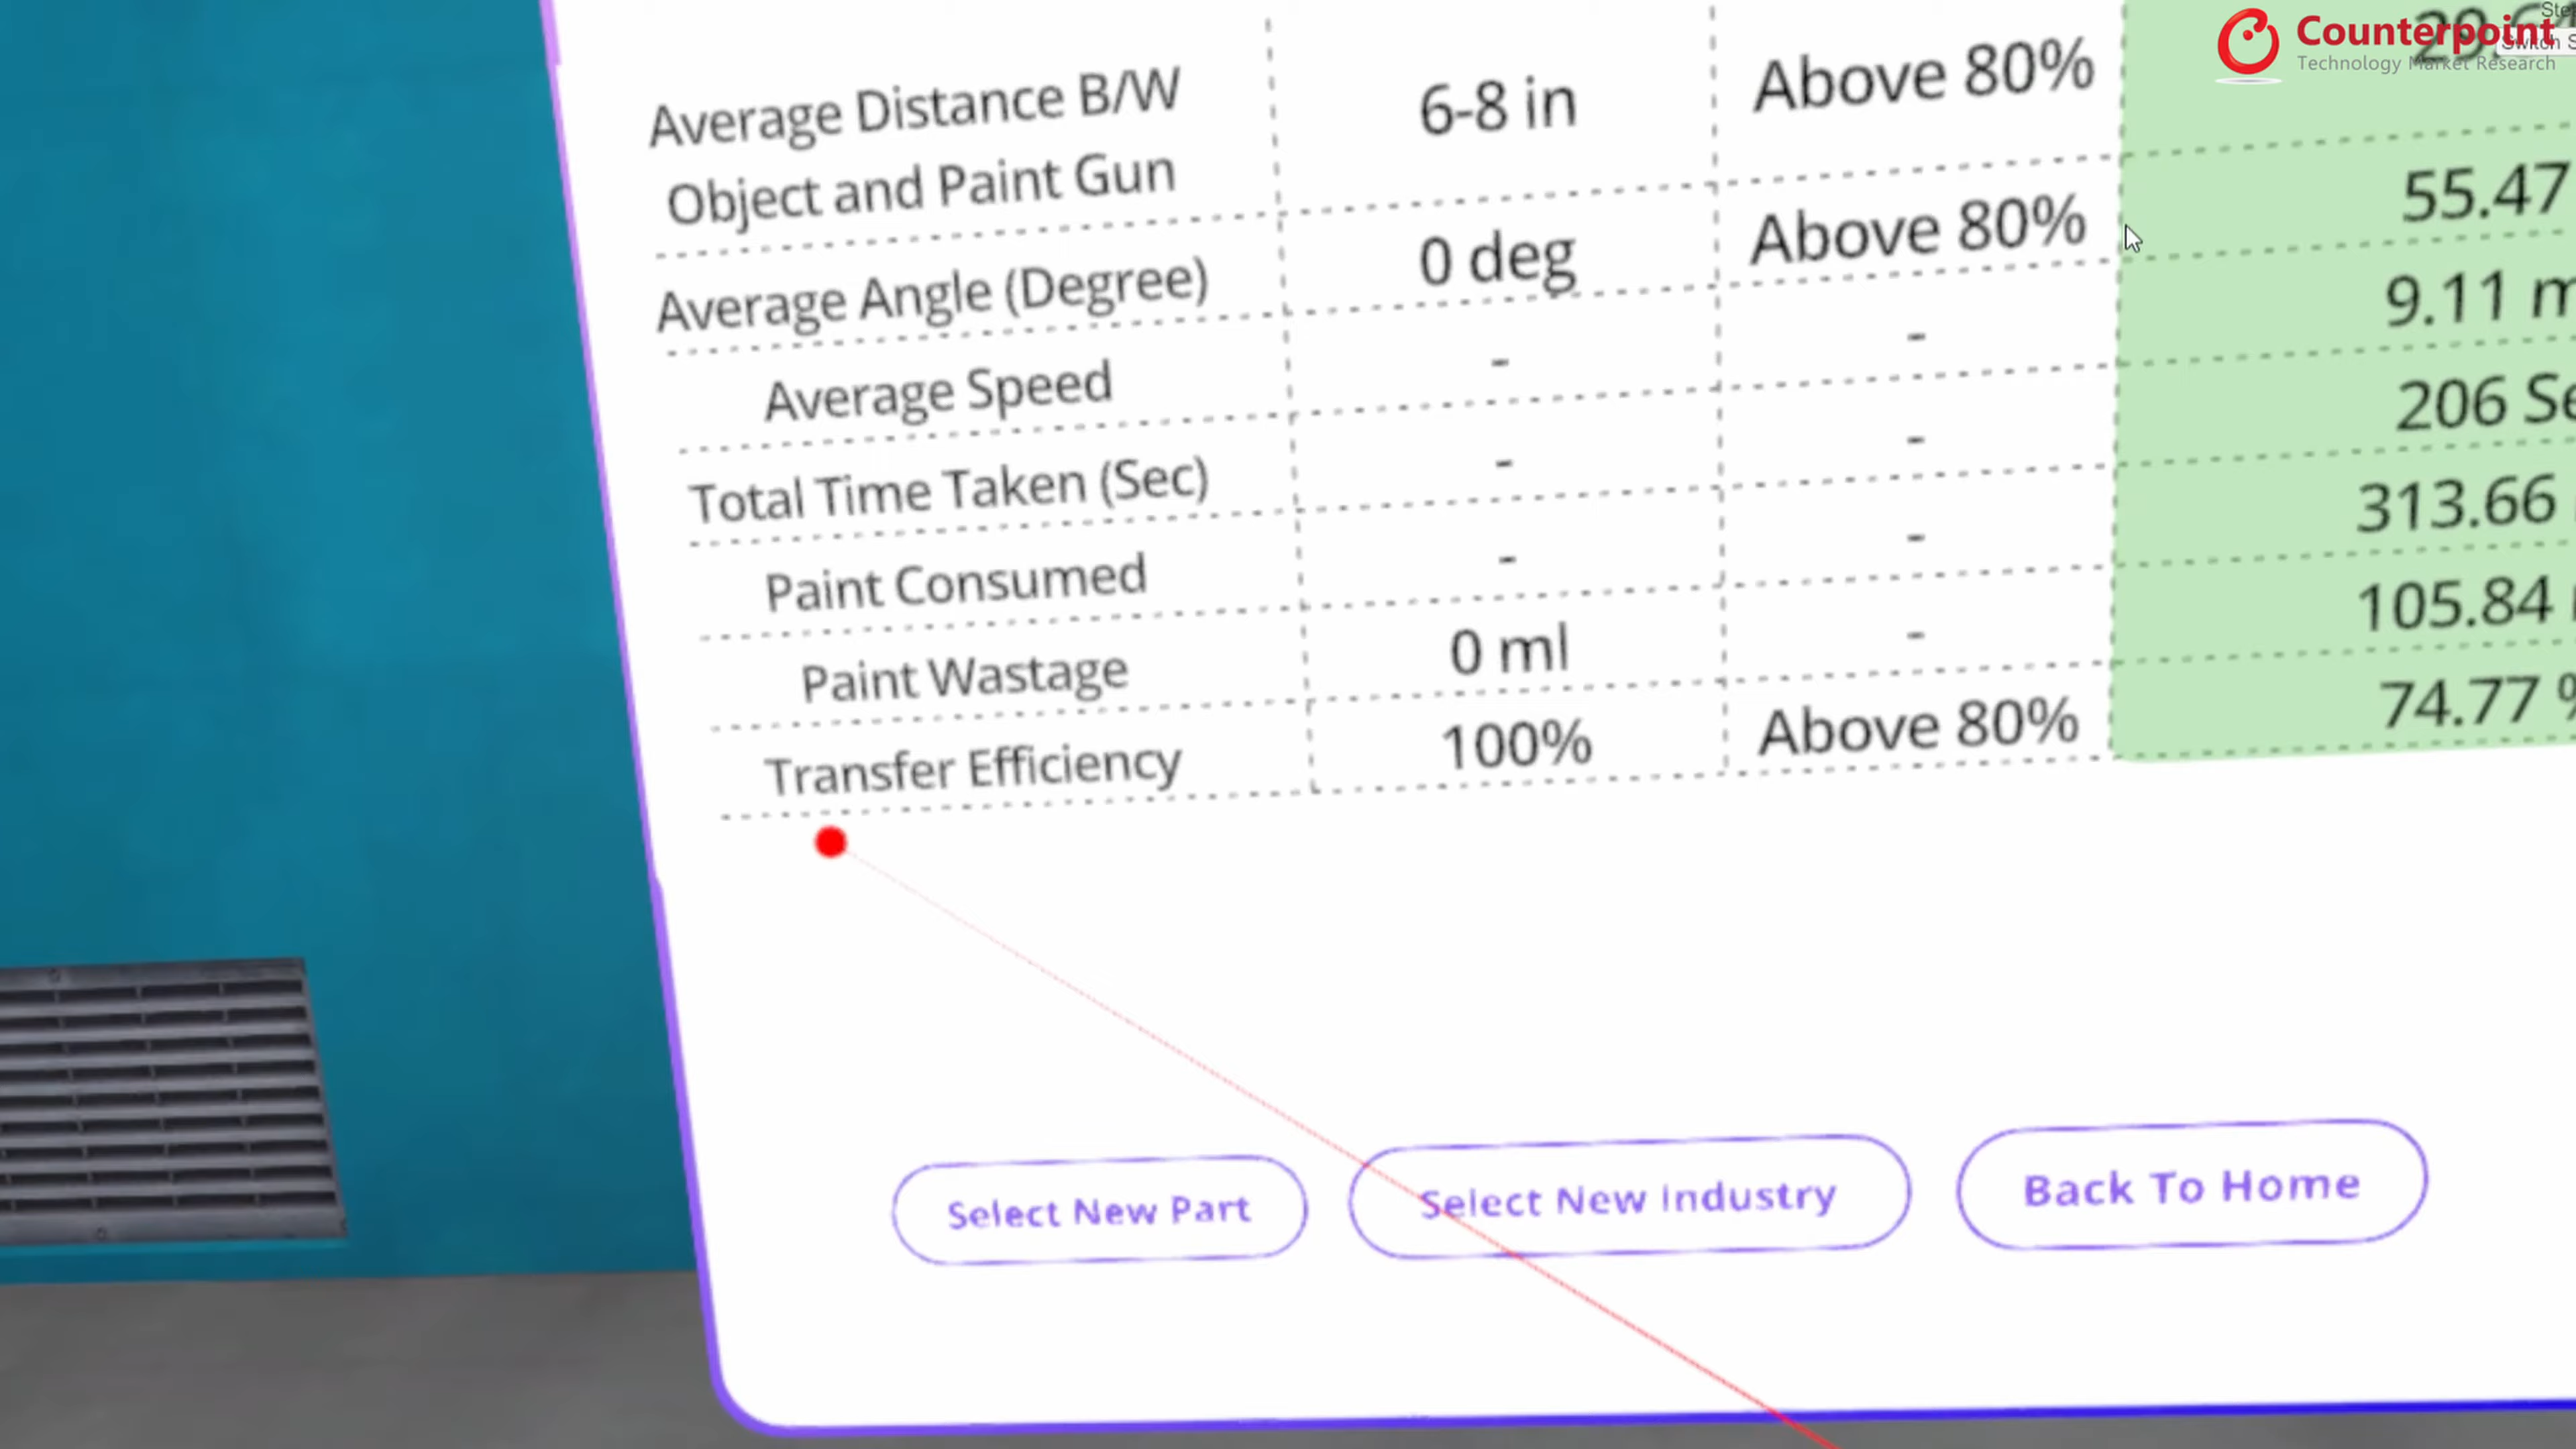 Counterpoint
Technology Market Research
Average Distance B/W
Object and Paint Gun
6-8 in
Above 80%
Average Angle (Degree)
0 deg
Above 80%
55.47
Average Speed
-
-
9.11
Total Time Taken (Sec)
-
-
206
Paint Consumed
-
-
313.66
Paint Wastage
0 ml
-
105.84
Transfer Efficiency
100%
Above 80%
74.77 %
Select New Part
Select New Industry
Back To Home